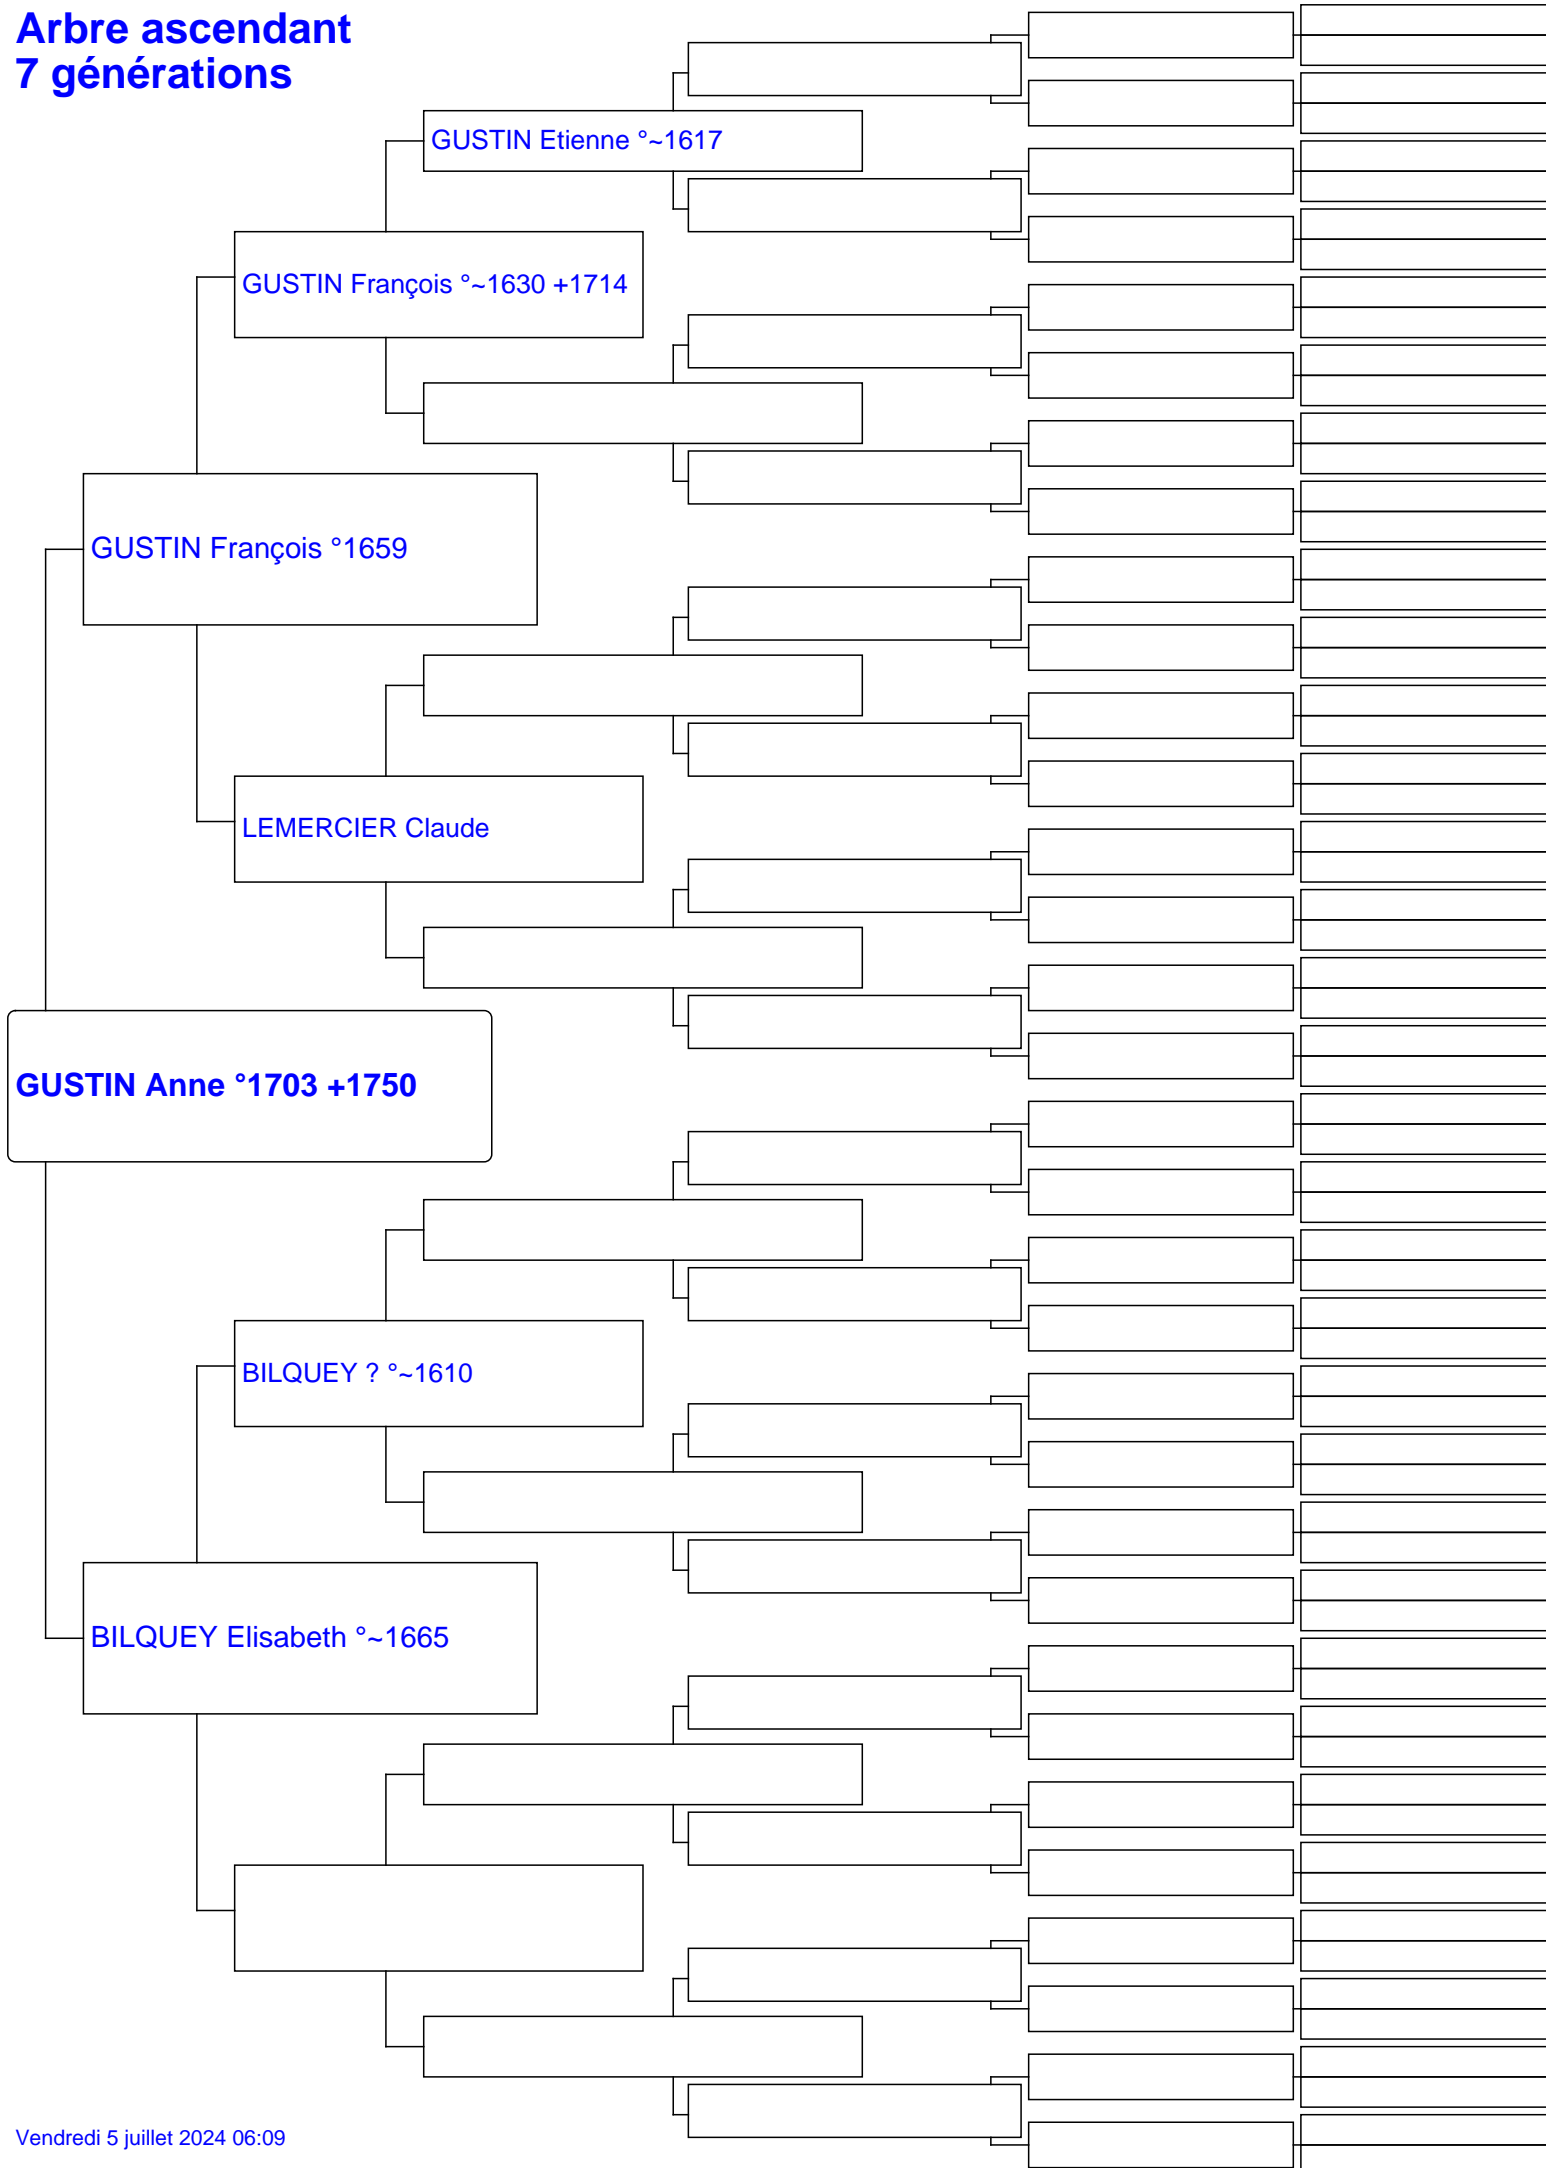 Arbre ascendant
7 générations
GUSTIN Etienne °~1617
GUSTIN François °~1630 +1714
GUSTIN François °1659
LEMERCIER Claude
GUSTIN Anne °1703 +1750
BILQUEY ? °~1610
BILQUEY Elisabeth °~1665
Vendredi 5 juillet 2024 06:09